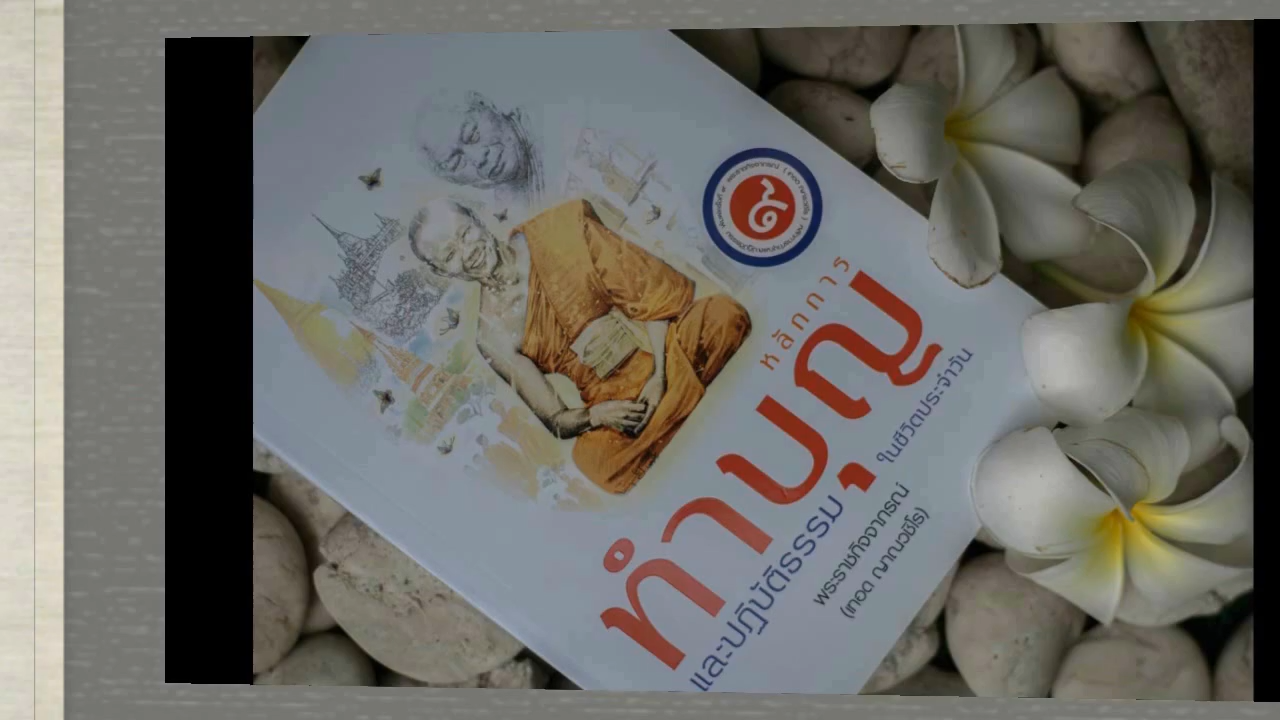 ๙
หลักการ
ทำบุญ
และปฏิบัติธรรม ในชีวิตประจำวัน
พระราชกิจจาภรณ์
(เทอด ญาณวชิโร)